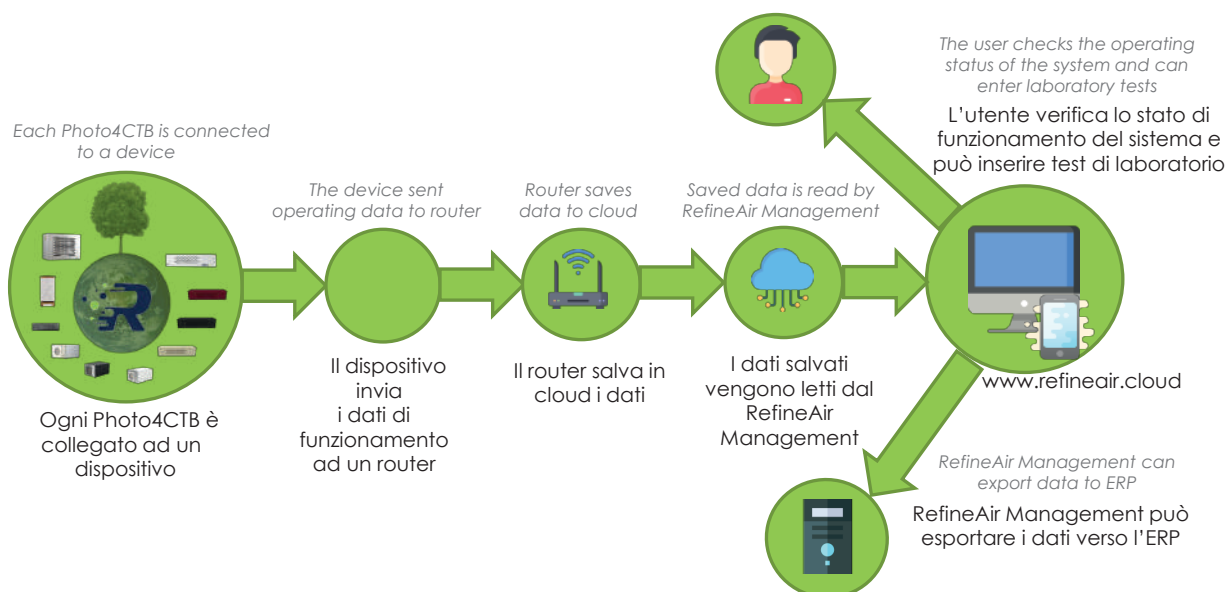 Each Photo4CTB is connected
to a device
Ogni Photo4CTB è
collegato ad un
dispositivo
The device sent
operating data to router
Il dispositivo
invia
i dati di
funzionamento
ad un router
Router saves
data to cloud
Il router salva in
cloud i dati
Saved data is read by
RefineAir Management
I dati salvati
vengono letti dal
RefineAir
Management
The user checks the operating
status of the system and can
enter laboratory tests
L'utente verifica lo stato di
funzionamento del sistema e
può inserire test di laboratorio
www.refineair.cloud
RefineAir Management can
export data to ERP
RefineAir Management può
esportare i dati verso l'ERP
R